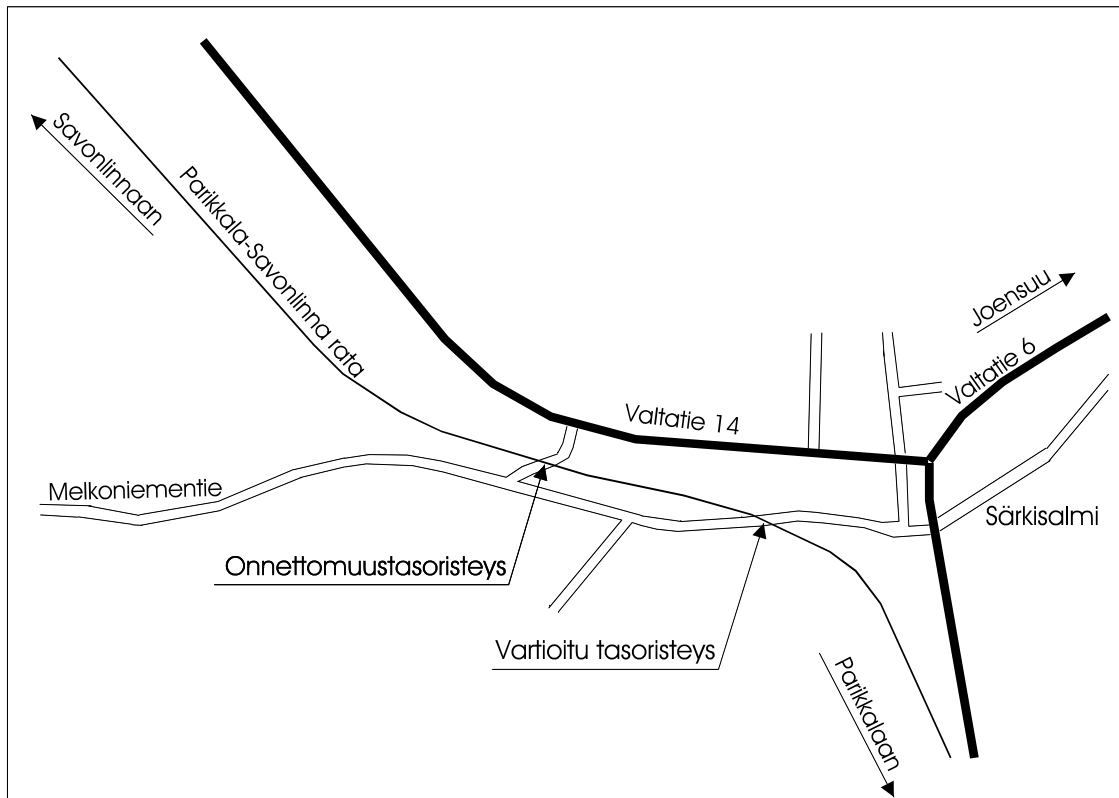 Savonlinnaan
Parikkala-Savonlinna rata
Joensuu
Valtatie 6
Valtatie 14
Melkoniementie
Särkisalmi
Onnettomuustasoristeys
Vartioitu tasoristeys
Parikkalaan